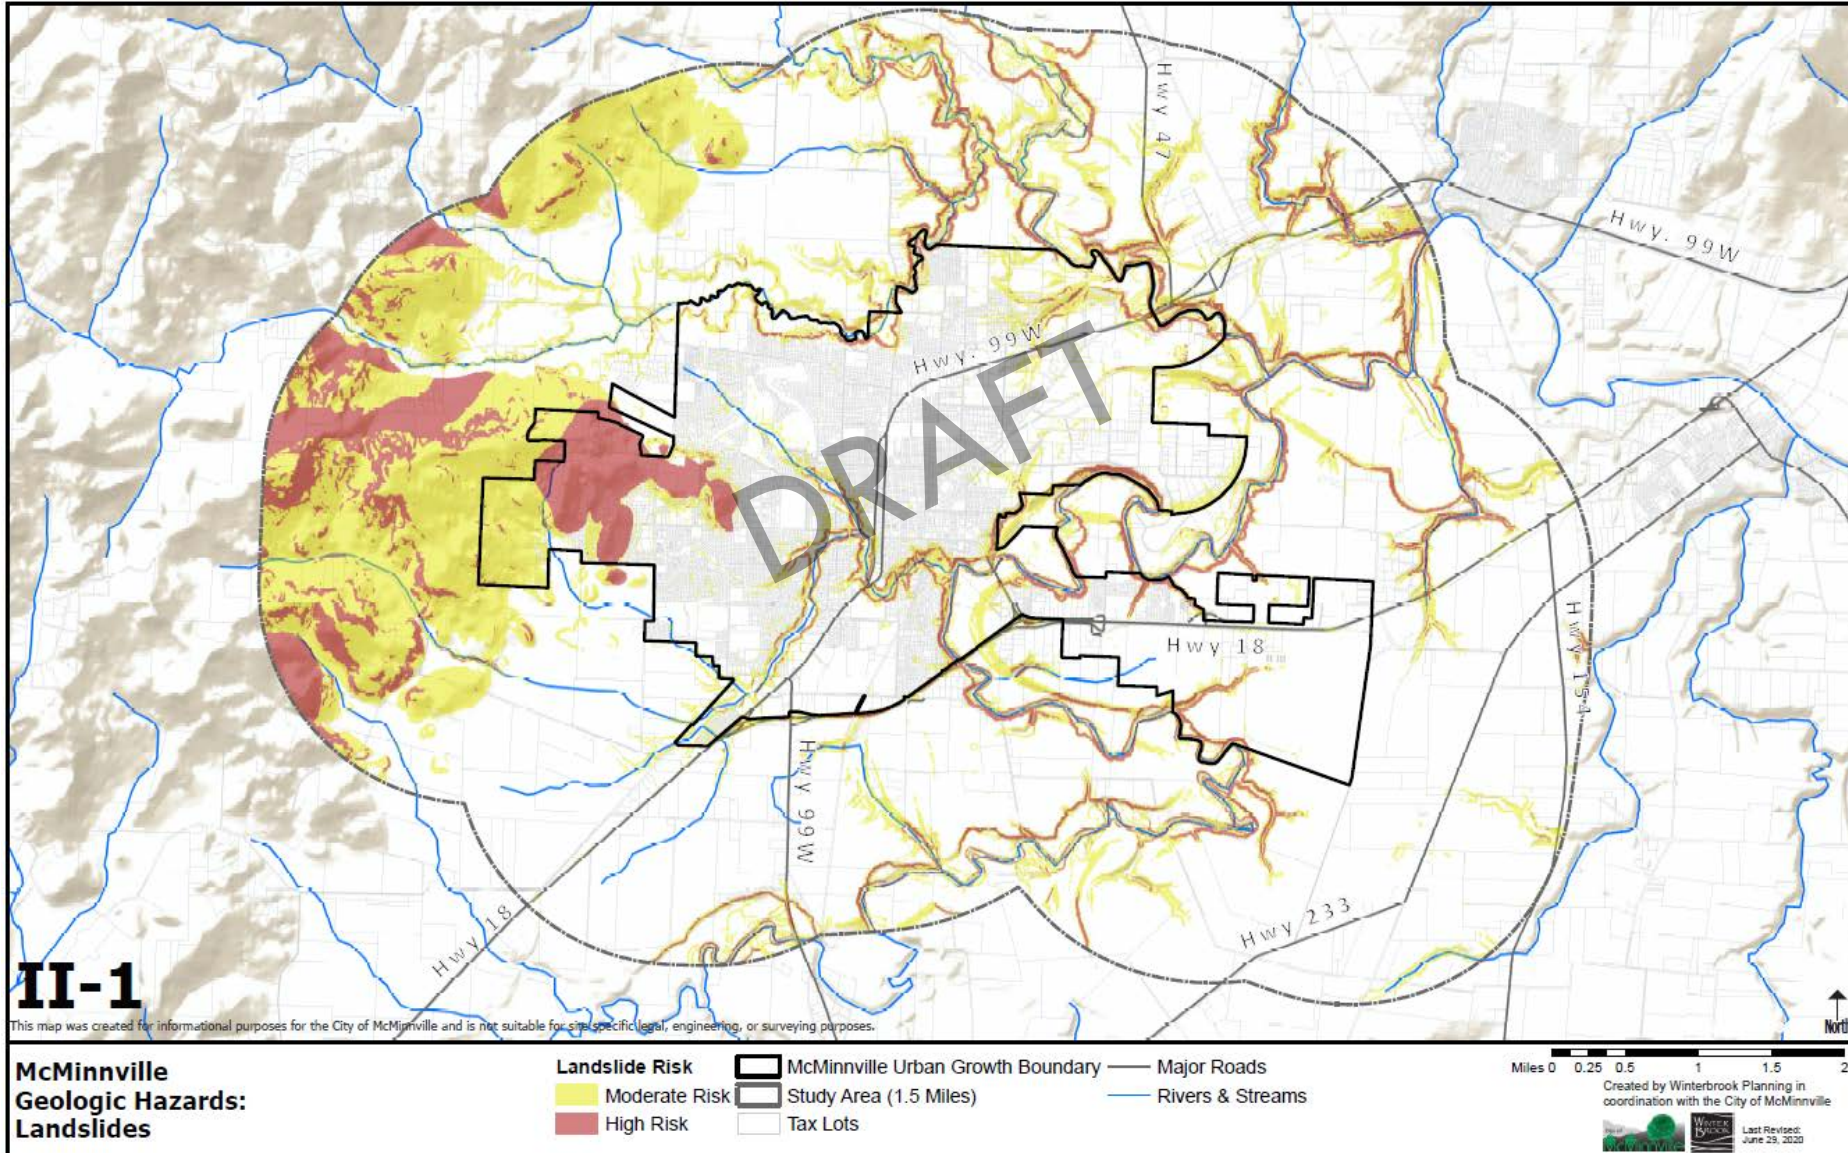 Hwy 47
Hwy. 99W
Hwy. 99W
DRAFT
Hwy 18
Hwy 154
Hwy 99W
Hwy 233
Hwy 18
II-1
This map was created for informational purposes for the City of McMinnville and is not suitable for site specific legal, engineering, or surveying purposes.
North
McMinnville
Geologic Hazards:
Landslides
Landslide Risk
Moderate Risk
High Risk
McMinnville Urban Growth Boundary
Study Area (1.5 Miles)
Tax Lots
Major Roads
Rivers & Streams
Miles 0 0.25 0.5 1 1.5 2
Created by Winterbrook Planning in
coordination with the City of McMinnville
McMinnville
WINTER
BROOK
Last Revised:
June 29, 2020